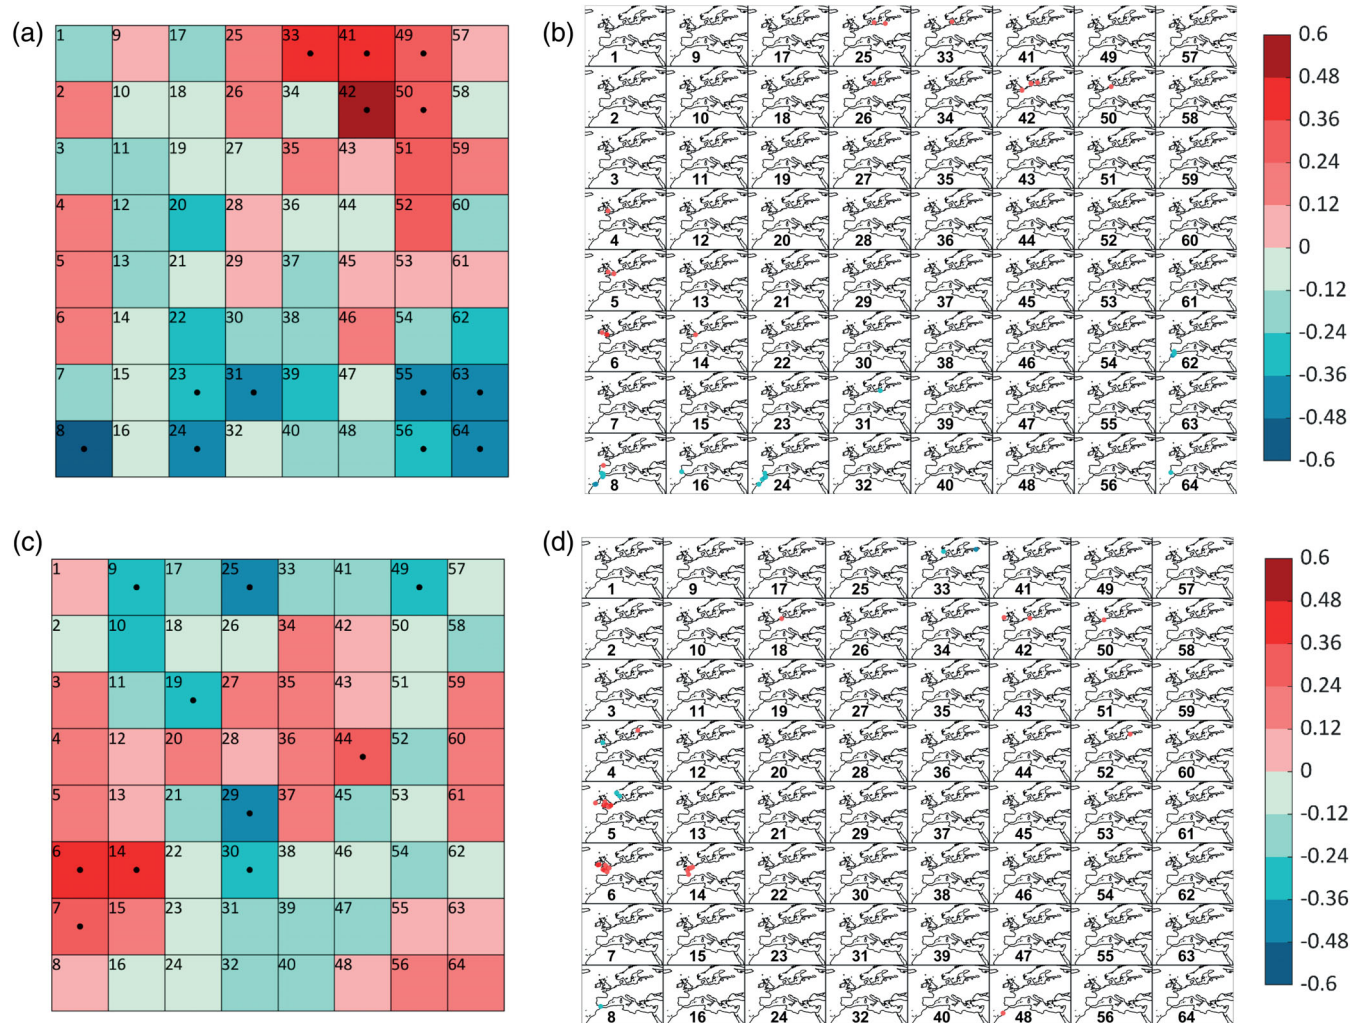 (a)
1 9 17 25 33 41 49 57
2 10 18 26 34 42 50 58
3 11 19 27 35 43 51 59
4 12 20 28 36 44 52 60
5 13 21 29 37 45 53 61
6 14 22 30 38 46 54 62
7 15 23 31 39 47 55 63
8 16 24 32 40 48 56 64
(b)
1 9 17 25 33 41 49 57
2 10 18 26 34 42 50 58
3 11 19 27 35 43 51 59
4 12 20 28 36 44 52 60
5 13 21 29 37 45 53 61
6 14 22 30 38 46 54 62
7 15 23 31 39 47 55 63
8 16 24 32 40 48 56 64
0.6
0.48
0.36
0.24
0.12
0
-0.12
-0.24
-0.36
-0.48
-0.6
(c)
1 9 17 25 33 41 49 57
2 10 18 26 34 42 50 58
3 11 19 27 35 43 51 59
4 12 20 28 36 44 52 60
5 13 21 29 37 45 53 61
6 14 22 30 38 46 54 62
7 15 23 31 39 47 55 63
8 16 24 32 40 48 56 64
(d)
1 9 17 25 33 41 49 57
2 10 18 26 34 42 50 58
3 11 19 27 35 43 51 59
4 12 20 28 36 44 52 60
5 13 21 29 37 45 53 61
6 14 22 30 38 46 54 62
7 15 23 31 39 47 55 63
8 16 24 32 40 48 56 64
0.6
0.48
0.36
0.24
0.12
0
-0.12
-0.24
-0.36
-0.48
-0.6